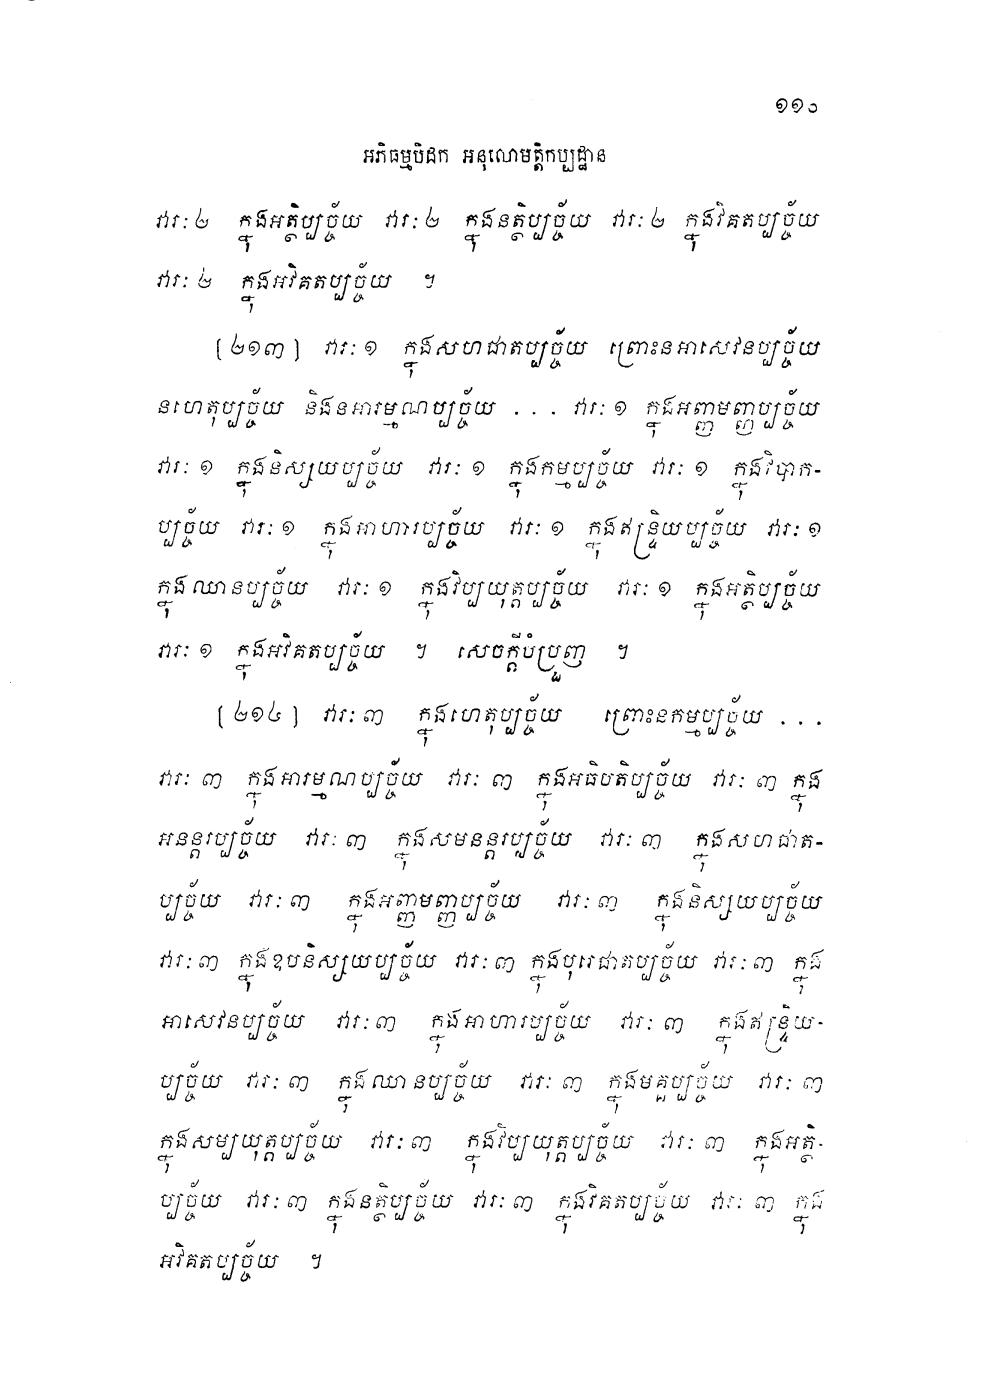 ១១០
អភិធម្មបិដក អនុលោមត្តិកប្បដ្ឋាន
វារៈ ២ ក្នុងអត្ថិប្បច្ច័យ វារៈ ២ ក្នុងនត្ថិប្បច្ច័យ វារៈ ២ ក្នុងវិគតប្បច្ច័យ
វារៈ ២ ក្នុងអវិគតប្បច្ច័យ ។
(២១៣) វារៈ ១ ក្នុងសហជាតប្បច្ច័យ ព្រោះនអាសេវនប្បច្ច័យ
នហេតុប្បច្ច័យ និងនអារម្មណប្បច្ច័យ ... វារៈ ១ ក្នុងអញ្ញាមញ្ញប្បច្ច័យ
វារៈ ១ ក្នុងនិស្សយប្បច្ច័យ វារៈ ១ ក្នុងកម្មប្បច្ច័យ វារៈ ១ ក្នុងវិបាក-
ប្បច្ច័យ វារៈ ១ ក្នុងអាហារប្បច្ច័យ វារៈ ១ ក្នុងឥន្ទ្រិយប្បច្ច័យ វារៈ ១
ក្នុងឈានប្បច្ច័យ វារៈ ១ ក្នុងវិប្បយុត្តប្បច្ច័យ វារៈ ១ ក្នុងអត្ថិប្បច្ច័យ
វារៈ ១ ក្នុងអវិគតប្បច្ច័យ ។ សេចក្តីបំប្រួញ ។
(២១៤) វារៈ ៣ ក្នុងហេតុប្បច្ច័យ ព្រោះនកម្មប្បច្ច័យ ...
វារៈ ៣ ក្នុងអារម្មណប្បច្ច័យ វារៈ ៣ ក្នុងអធិបតិប្បច្ច័យ វារៈ ៣ ក្នុង
អនន្តរប្បច្ច័យ វារៈ ៣ ក្នុងសមនន្តរប្បច្ច័យ វារៈ ៣ ក្នុងសហជាត-
ប្បច្ច័យ វារៈ ៣ ក្នុងអញ្ញាមញ្ញប្បច្ច័យ វារៈ ៣ ក្នុងនិស្សយប្បច្ច័យ
វារៈ ៣ ក្នុងឧបនិស្សយប្បច្ច័យ វារៈ ៣ ក្នុងបុរេជាតប្បច្ច័យ វារៈ ៣ ក្នុង
អាសេវនប្បច្ច័យ វារៈ ៣ ក្នុងអាហារប្បច្ច័យ វារៈ ៣ ក្នុងឥន្ទ្រិយ-
ប្បច្ច័យ វារៈ ៣ ក្នុងឈានប្បច្ច័យ វារៈ ៣ ក្នុងមគ្គប្បច្ច័យ វារៈ ៣
ក្នុងសម្បយុត្តប្បច្ច័យ វារៈ ៣ ក្នុងវិប្បយុត្តប្បច្ច័យ វារៈ ៣ ក្នុងអត្ថិ-
ប្បច្ច័យ វារៈ ៣ ក្នុងនត្ថិប្បច្ច័យ វារៈ ៣ ក្នុងវិគតប្បច្ច័យ វារៈ ៣ ក្នុង
អវិគតប្បច្ច័យ ។